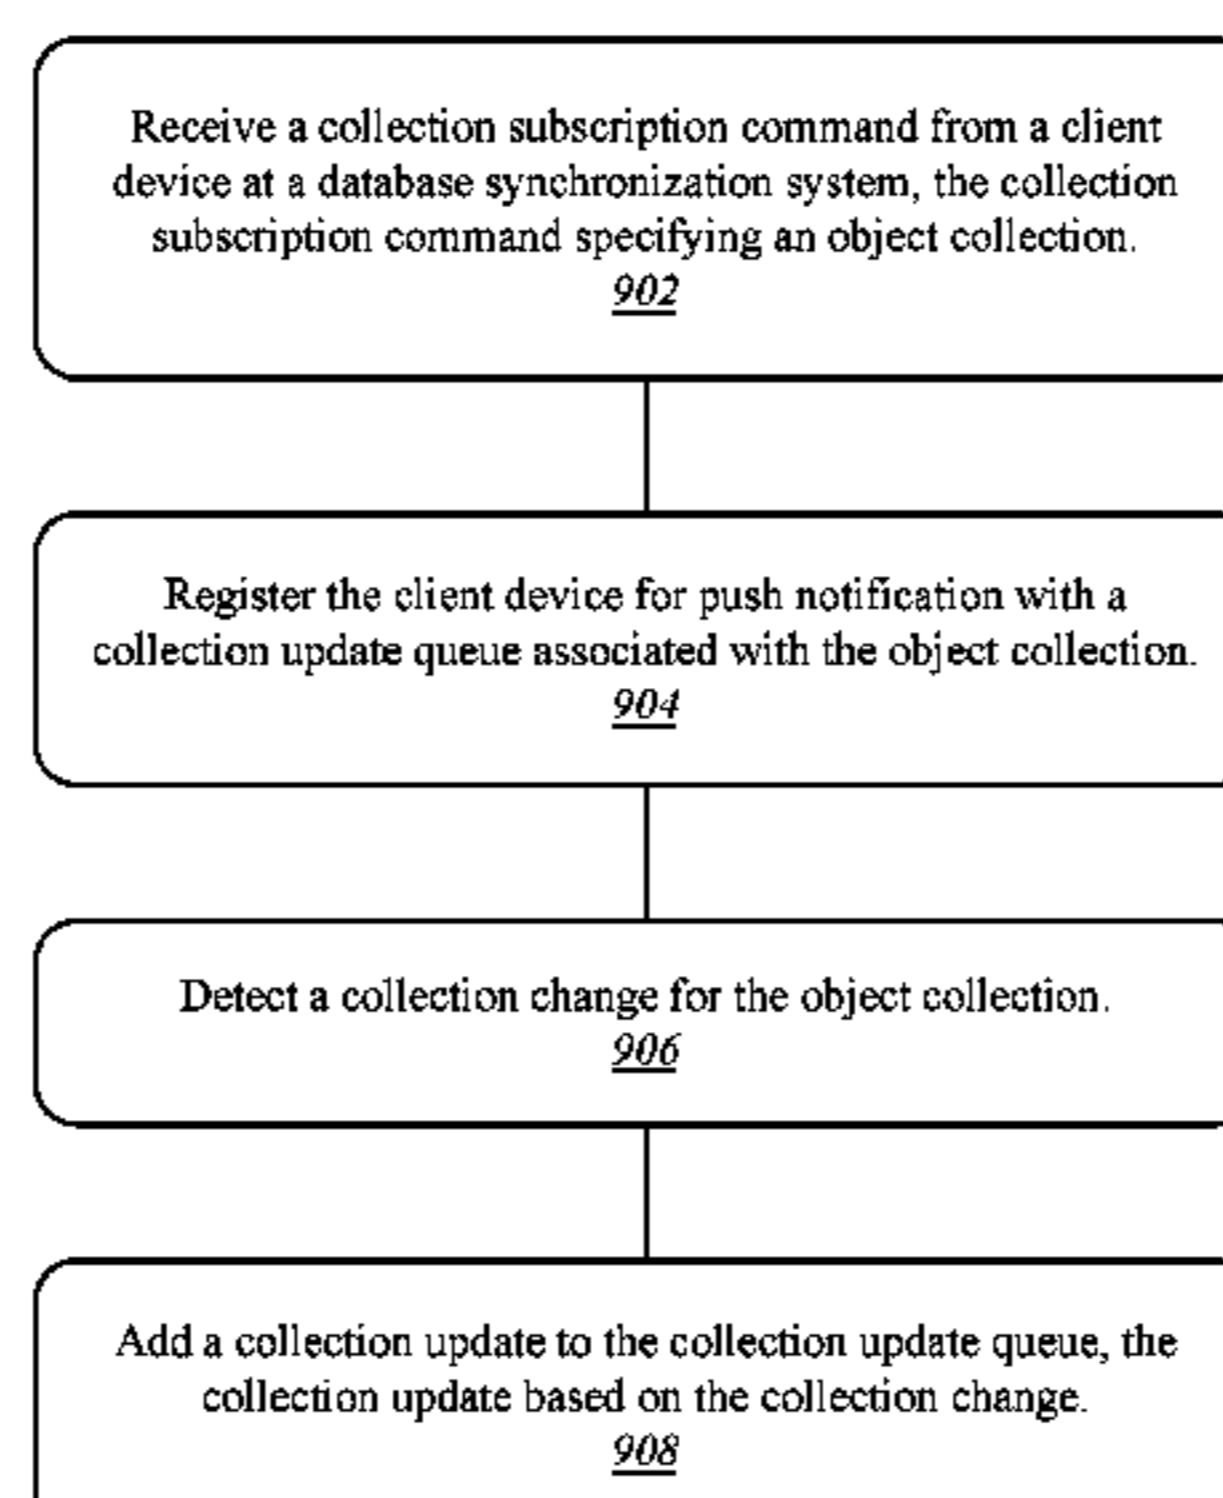 Receive a collection subscription command from a client
device at a database synchronization system, the collection
subscription command specifying an object collection.
902
Register the client device for push notification with a
collection update queue associated with the object collection.
904
Detect a collection change for the object collection.
906
Add a collection update to the collection update queue, the
collection update based on the collection change.
908